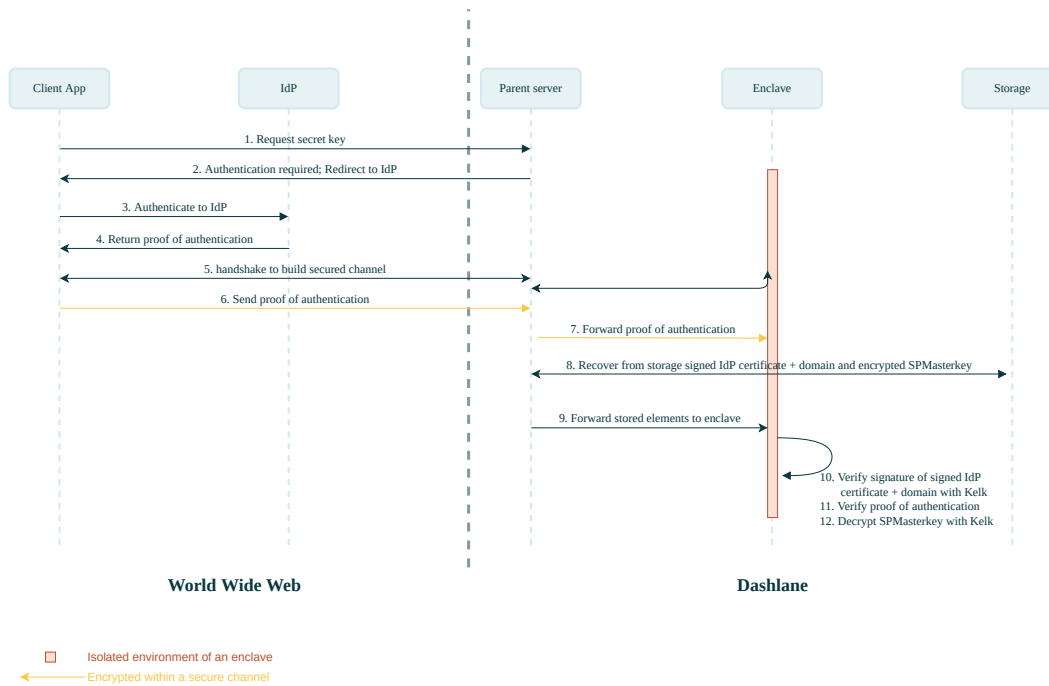 Client App
IdP
Parent server
Enclave
Storage
1. Request secret key
2. Authentication required; Redirect to IdP
3. Authenticate to IdP
4. Return proof of authentication
5. handshake to build secured channel
6. Send proof of authentication
7. Forward proof of authentication
8. Recover from storage signed IdP certificate + domain and encrypted SPMasterkey
9. Forward stored elements to enclave
10. Verify signature of signed IdP
certificate + domain with Kelk
11. Verify proof of authentication
12. Decrypt SPMasterkey with Kelk
World Wide Web
Dashlane
Isolated environment of an enclave
Encrypted within a secure channel